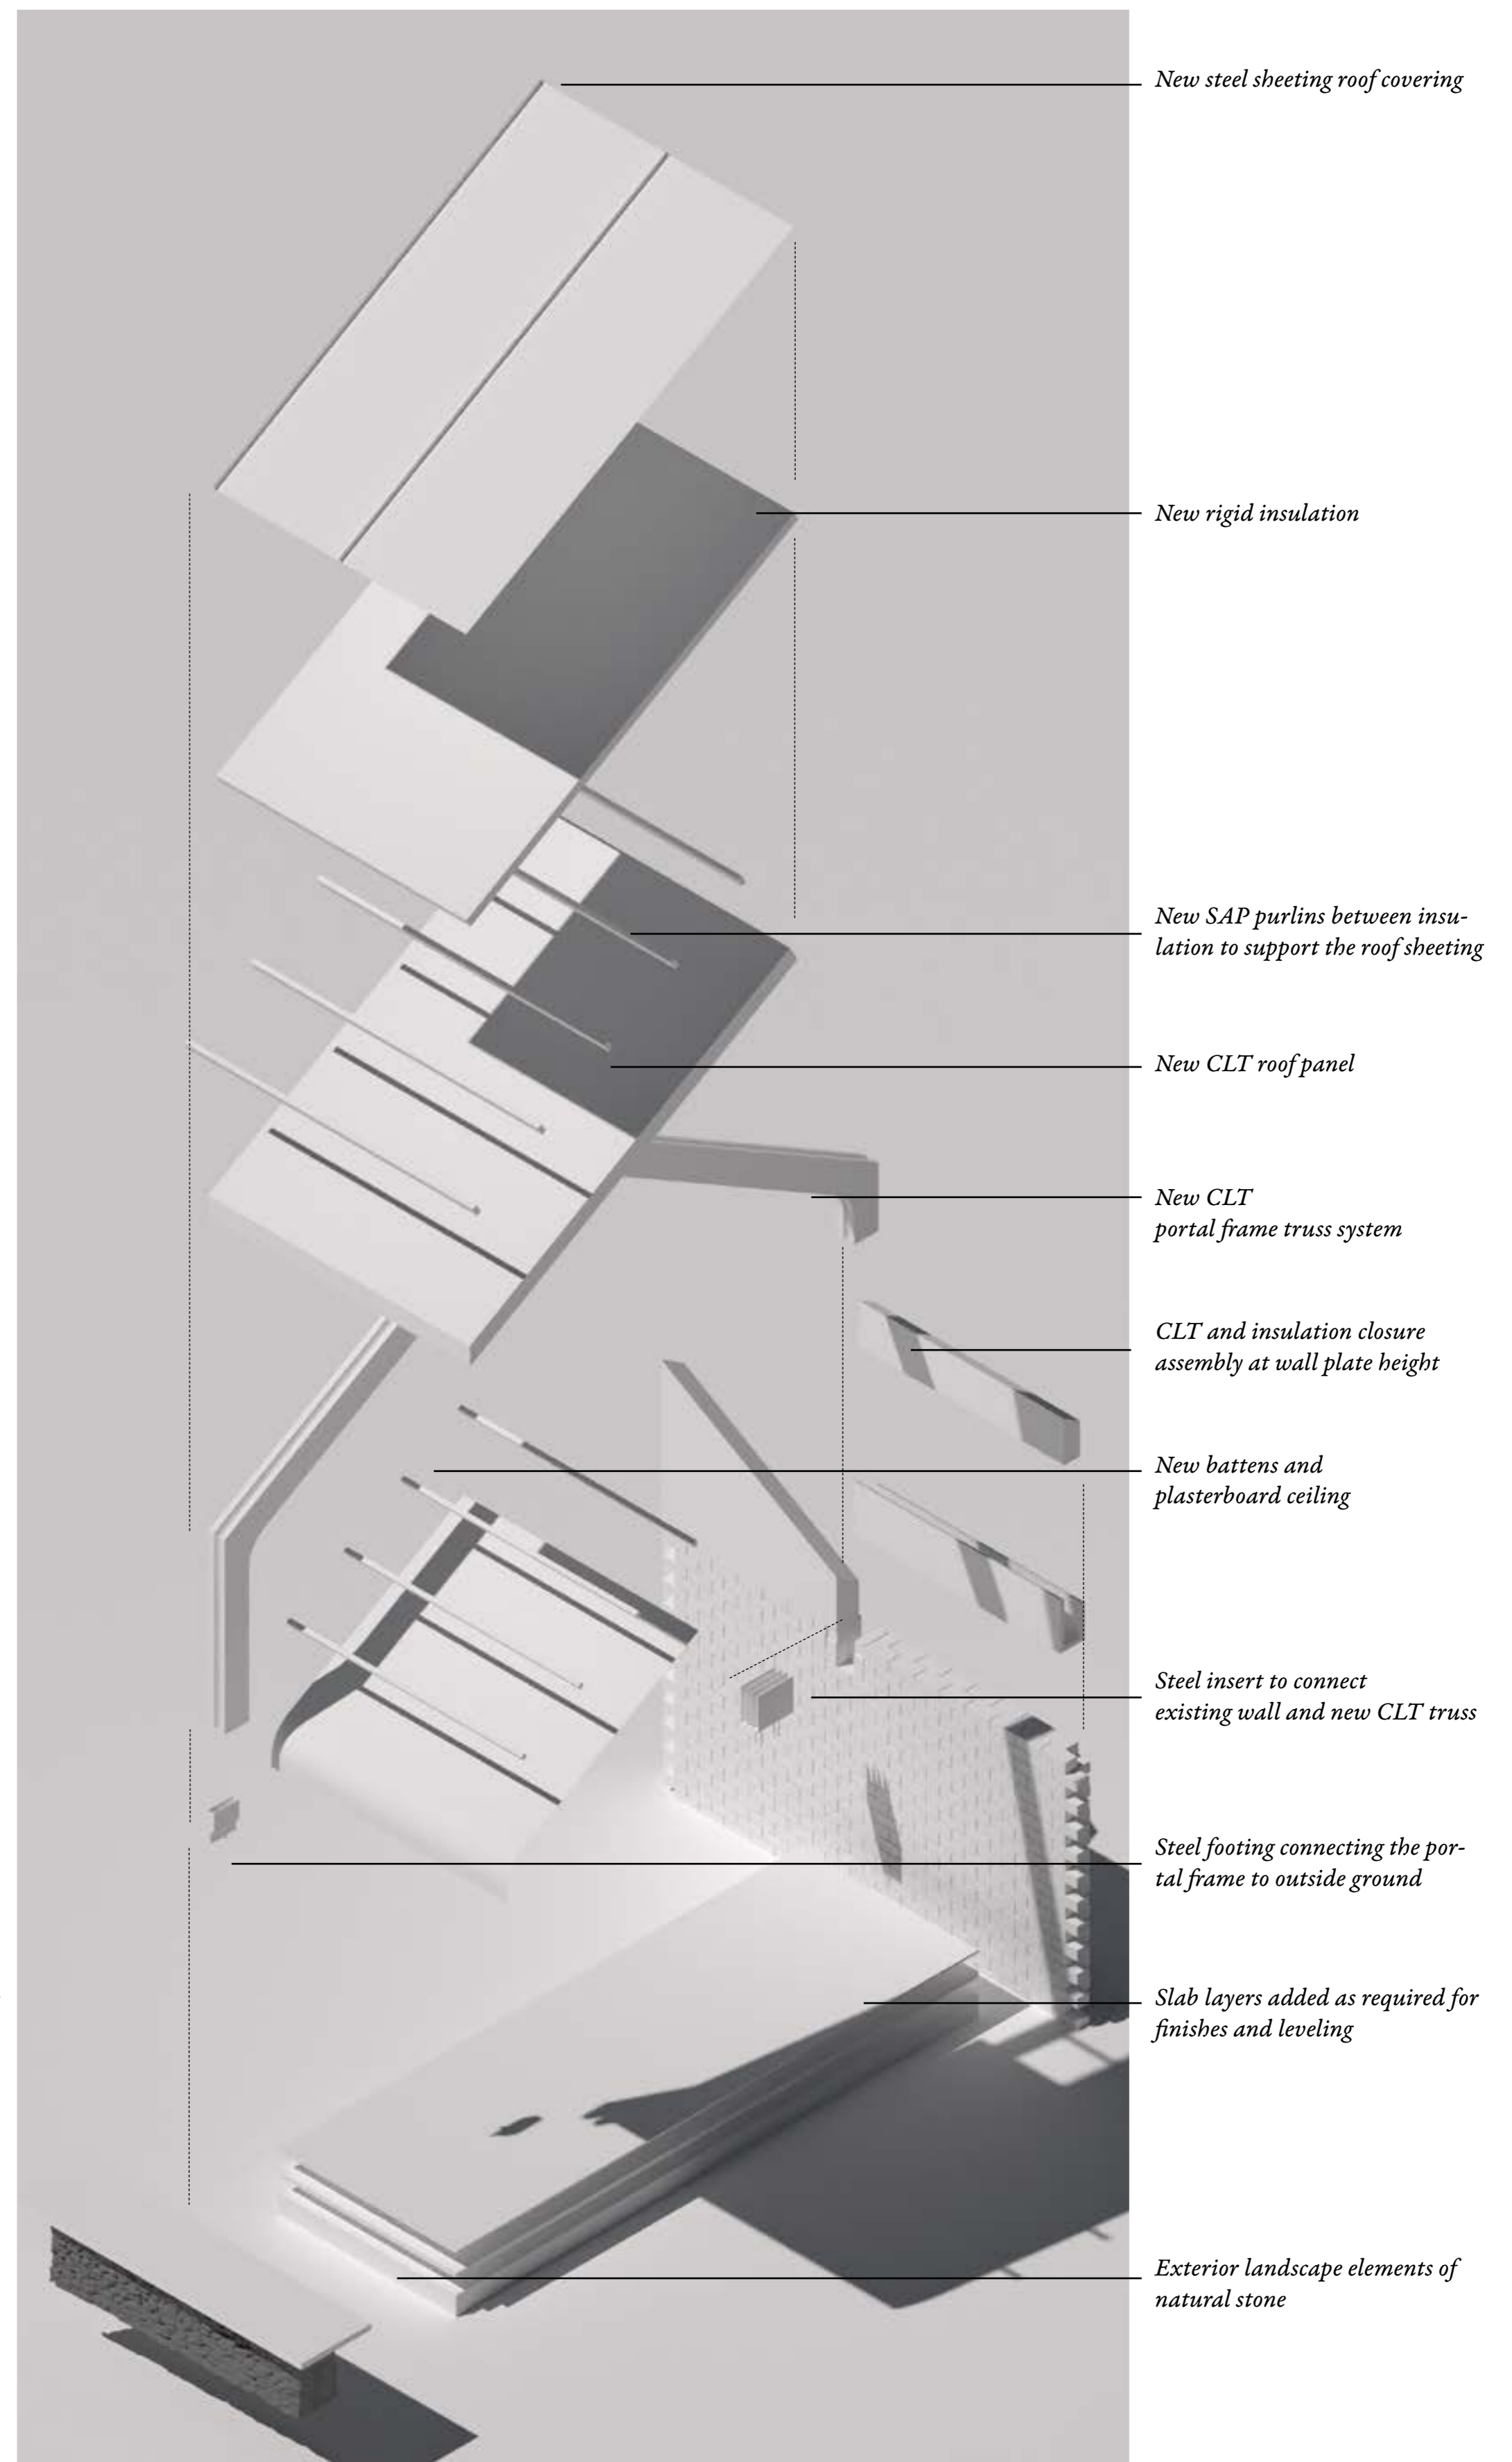 New steel sheeting roof covering
New rigid insulation
New SAP purlins between insu-
lation to support the roof sheeting
New CLT roof panel
New CLT
portal frame truss system
CLT and insulation closure
assembly at wall plate height
New battens and
plasterboard ceiling
Steel insert to connect
existing wall and new CLT truss
Steel footing connecting the por-
tal frame to outside ground
Slab layers added as required for
finishes and leveling
Exterior landscape elements of
natural stone